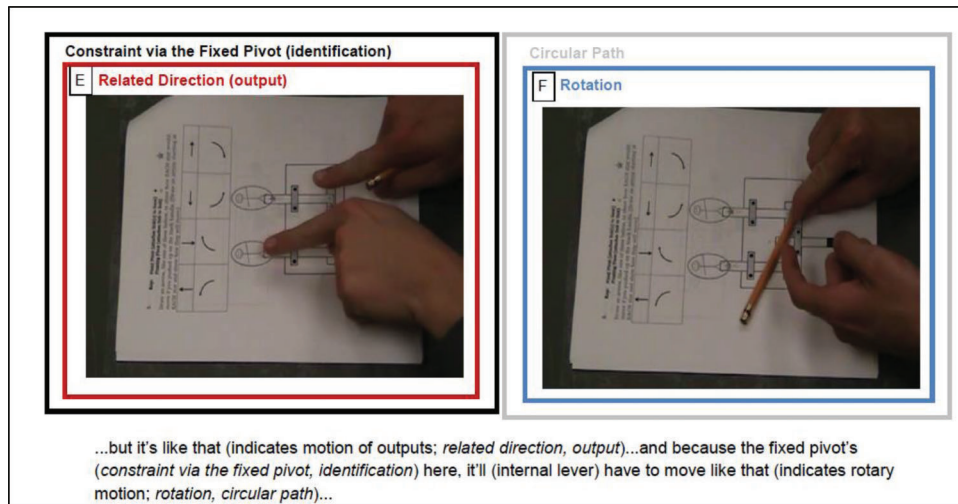 Constraint via the Fixed Pivot (identification)
E Related Direction (output)
Circular Path
F Rotation
...but it's like that (indicates motion of outputs; related direction, output)...and because the fixed pivot's
(constraint via the fixed pivot, identification) here, it'll (internal lever) have to move like that (indicates rotary
motion; rotation, circular path)...